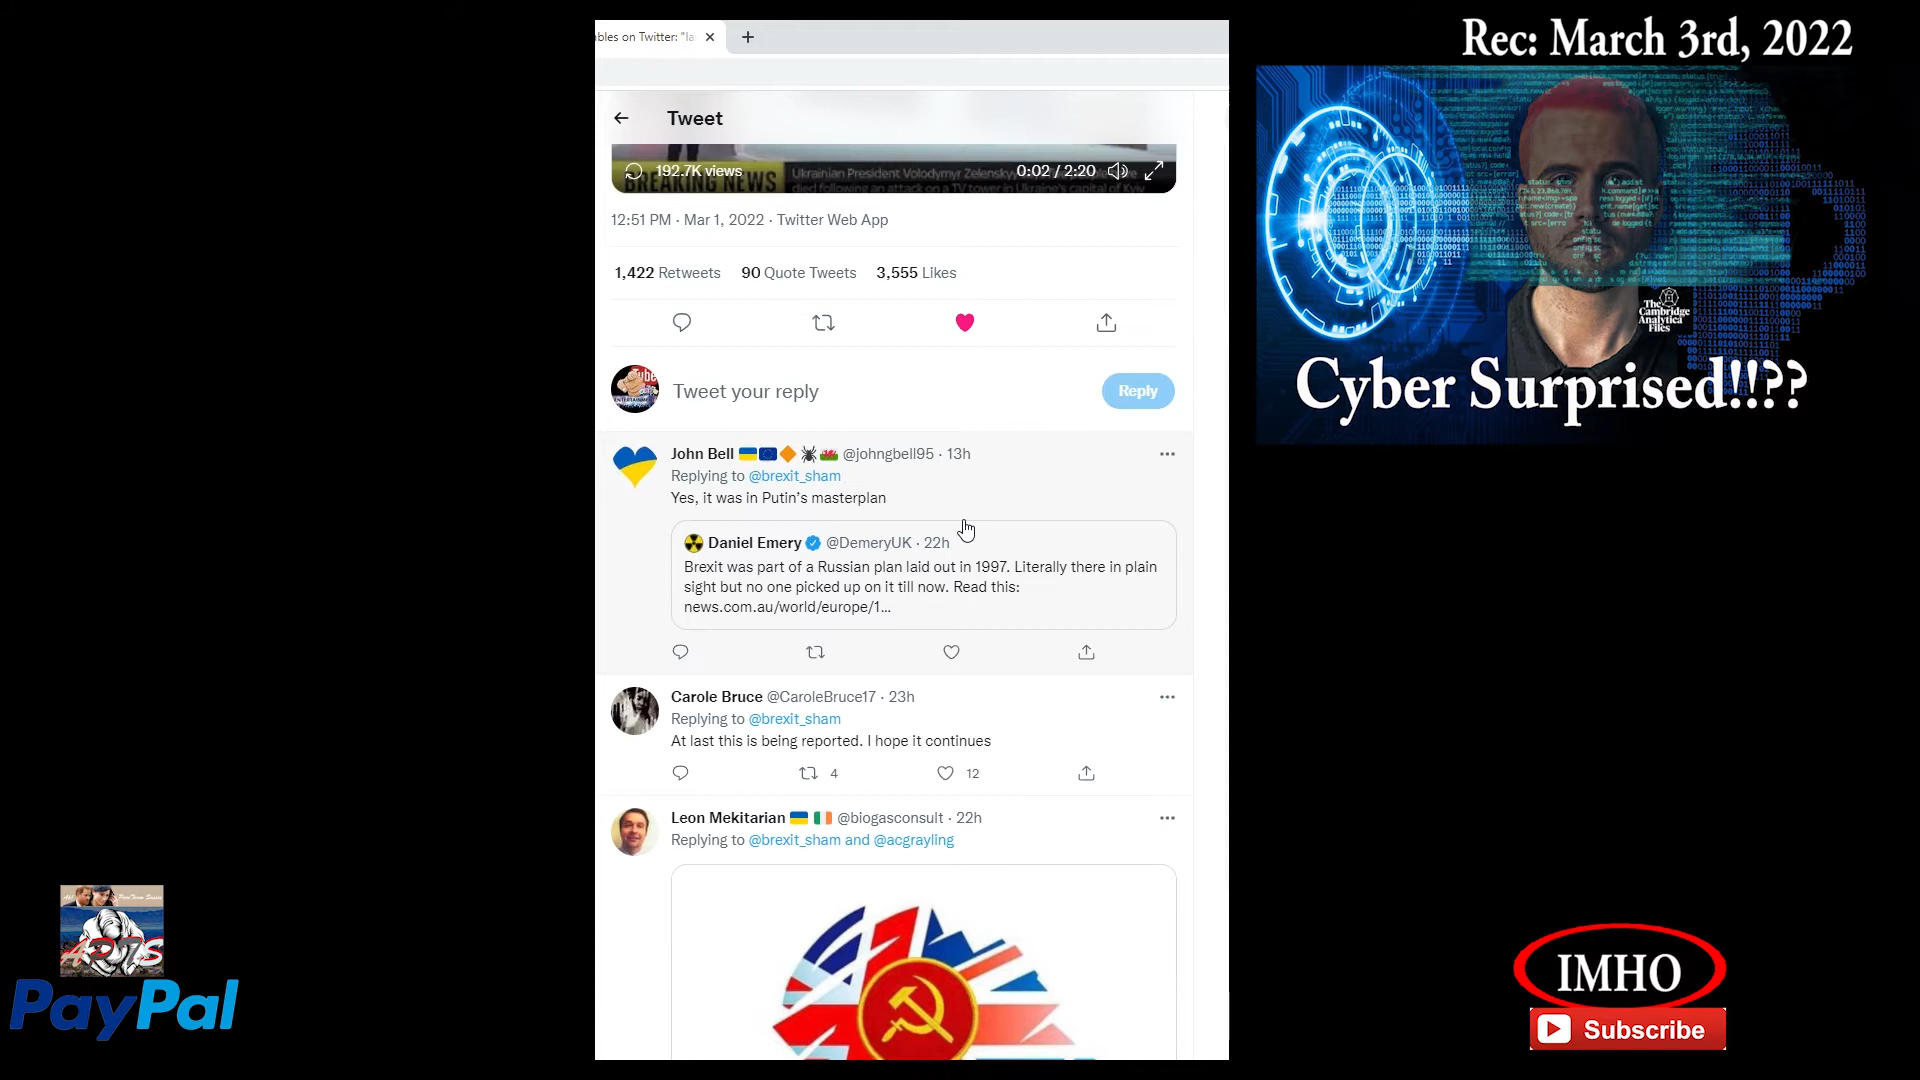 Rec: March 3rd, 2022
bles on Twitter: "Ia
Tweet
192.7K views
0:02 / 2:20
BREAKING NEWS
Ukrainian President Volodymyr Zelenskyy
died following an attack on a TV tower in Ukraine's capital of Kyiv
12:51 PM · Mar 1, 2022 · Twitter Web App
1,422 Retweets 90 Quote Tweets 3,555 Likes
Tweet your reply
Reply
John Bell @johngbell95 · 13h
Replying to @brexit_sham
Yes, it was in Putin’s masterplan
Daniel Emery @DemeryUK · 22h
Brexit was part of a Russian plan laid out in 1997. Literally there in plain
sight but no one picked up on it till now. Read this:
news.com.au/world/europe/1...
Carole Bruce @CaroleBruce17 · 23h
Replying to @brexit_sham
At last this is being reported. I hope it continues
4
12
Leon Mekitarian @biogasconsult · 22h
Replying to @brexit_sham and @acgrayling
The
Cambridge
Analytica
Files
Cyber Surprised!!??
PayPal
IMHO
Subscribe